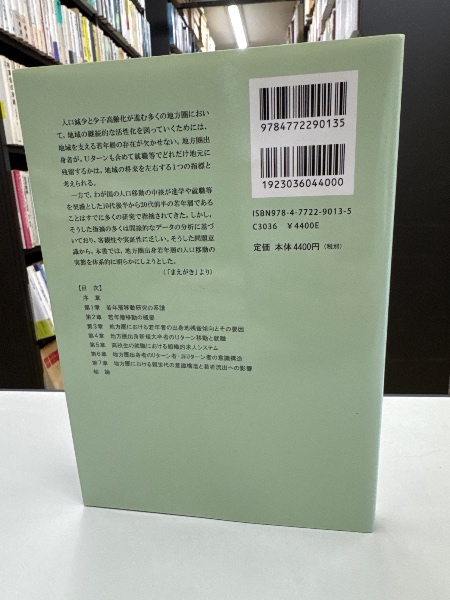 人口減少と少子高齢化が進む多くの地方圏におい
て，地域の継続的な活性化を図っていくためには，
地域を支える若年層の存在が欠かせない。地方圏出
身者が，Uターンも含めて就職等でどれだけ地元に
残留するかは，地域の将来を左右する1つの指標と
考えられる。
一方で，わが国の人口移動の中核が進学や就職等
を契機とした10代後半から20代前半の若年層である
ことはすでに多くの研究で指摘されてきた。しかし，
そうした指摘の多くは間接的なデータの分析に基づ
いており，客観性や実証性に乏しい。そうした問題意
識から，本書では，地方圏出身若年層の人口移動の
実態を体系的に明らかにしようとした。
（「まえがき」より）
【目 次】
序 章
第1章 若年層移動研究の系譜
第2章 若年層移動の概要
第3章 地方圏における若年者の出身地残留傾向とその要因
第4章 地方圏出身新規大卒者のUターン移動と就職
第5章 高校生の就職における組織的求人システム
第6章 地方圏出身者のUターン者・非Uターン者の意識構造
第7章 地方圏における親世代の意識構造と若者流出への影響
結 論
9784772290135
1923036044000
ISBN978-4-7722-9013-5
C3036 ￥4400E
定価 本体4400円（税別）